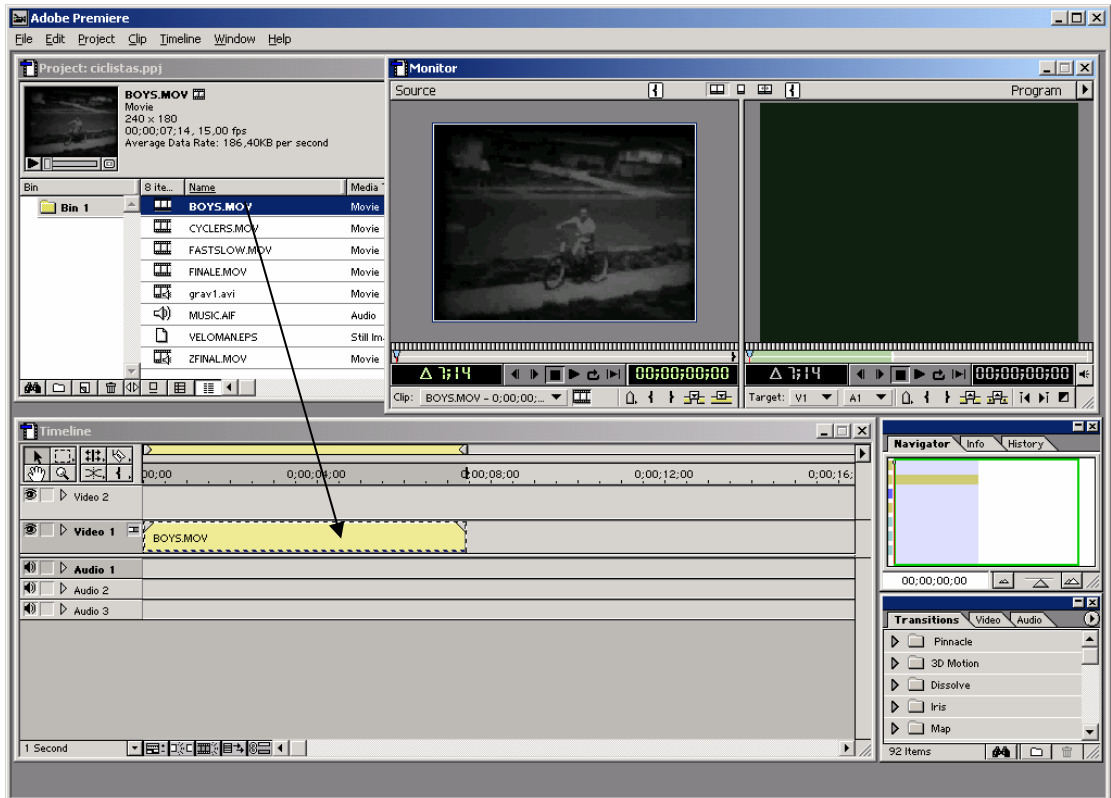 Adobe Premiere
File Edit Project Clip Timeline Window Help
Project: ciclistas.ppj
BOYS.MOV
Movie
240 x 180
00;00;07;14, 15,00 fps
Average Data Rate: 186,40KB per second
Bin 8 ite... Name Media
Bin 1
BOYS.MOV Movie
CYCLERS.MOV Movie
FASTSLOW.MOV Movie
FINALE.MOV Movie
grav1.avi Movie
MUSIC.AIF Audio
VELOMAN.EPS Still Im
ZFINAL.MOV Movie
Monitor
Source Program
Δ 7;14 00;00;00;00 Δ 7;14 00;00;00;00
Clip: BOYS.MOV - 0;00;00;... Target: V1 A1
Timeline
00;00 0;00;04;00 0;00;08;00 0;00;12;00 0;00;16;
Video 2
Video 1 BOYS.MOV
Audio 1
Audio 2
Audio 3
1 Second
Navigator Info History
00;00;00;00
Transitions Video Audio
Pinnacle
3D Motion
Dissolve
Iris
Map
92 Items